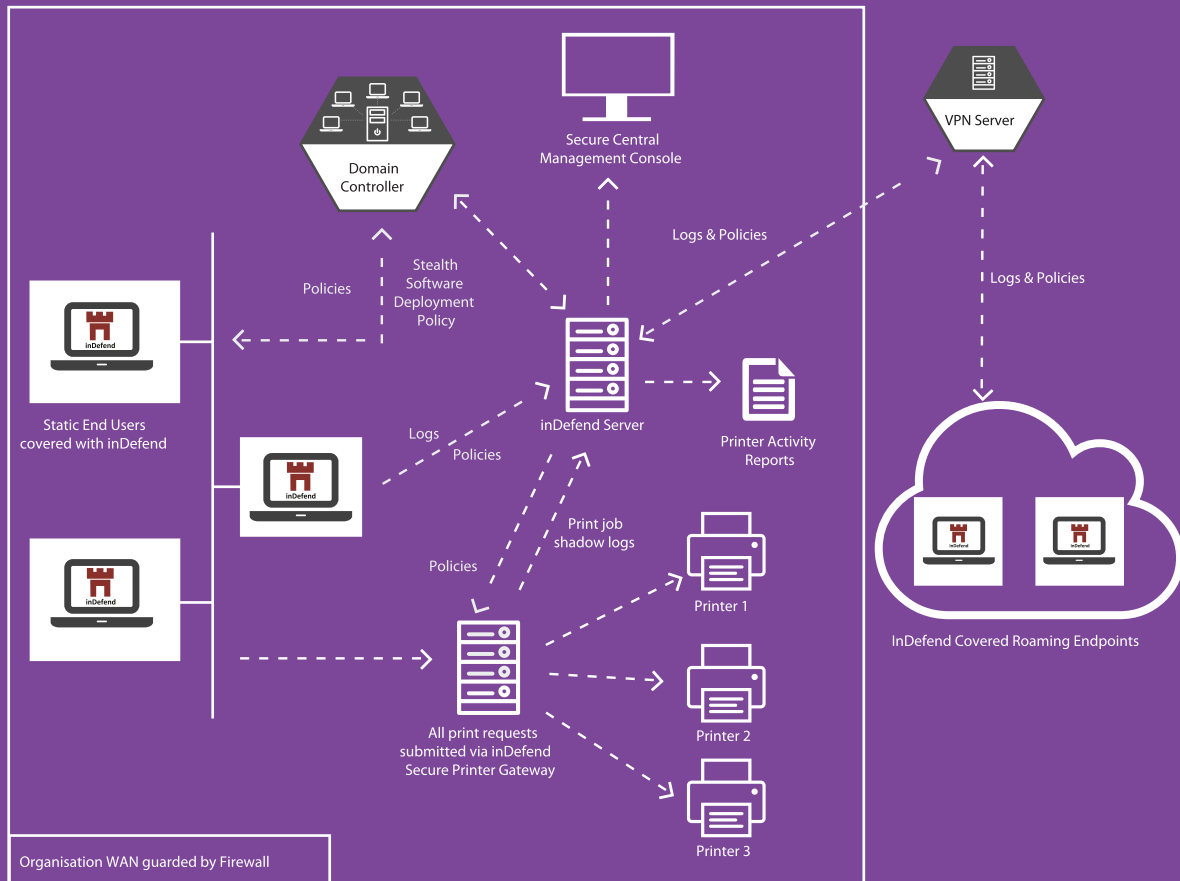 Secure Central
Management Console
VPN Server
Domain
Controller
Logs & Policies
Stealth
Software
Deployment
Policy
Policies
Logs & Policies
inDefend
Static End Users
covered with inDefend
inDefend Server
Logs
Policies
Printer Activity
Reports
inDefend
Print job
shadow logs
Policies
inDefend
inDefend
inDefend
Printer 1
InDefend Covered Roaming Endpoints
All print requests
submitted via inDefend
Secure Printer Gateway
Printer 2
Printer 3
Organisation WAN guarded by Firewall